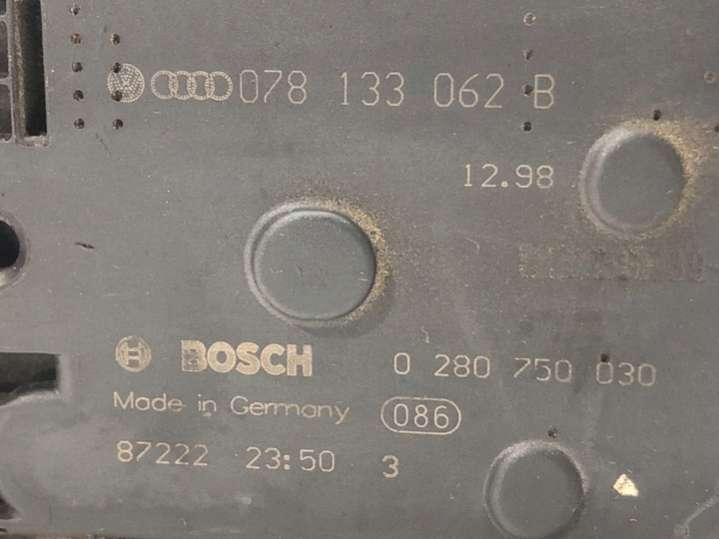 078 133 062 B
12.98
BOSCH 0 280 750 030
Made in Germany 086
87222 23:50 3